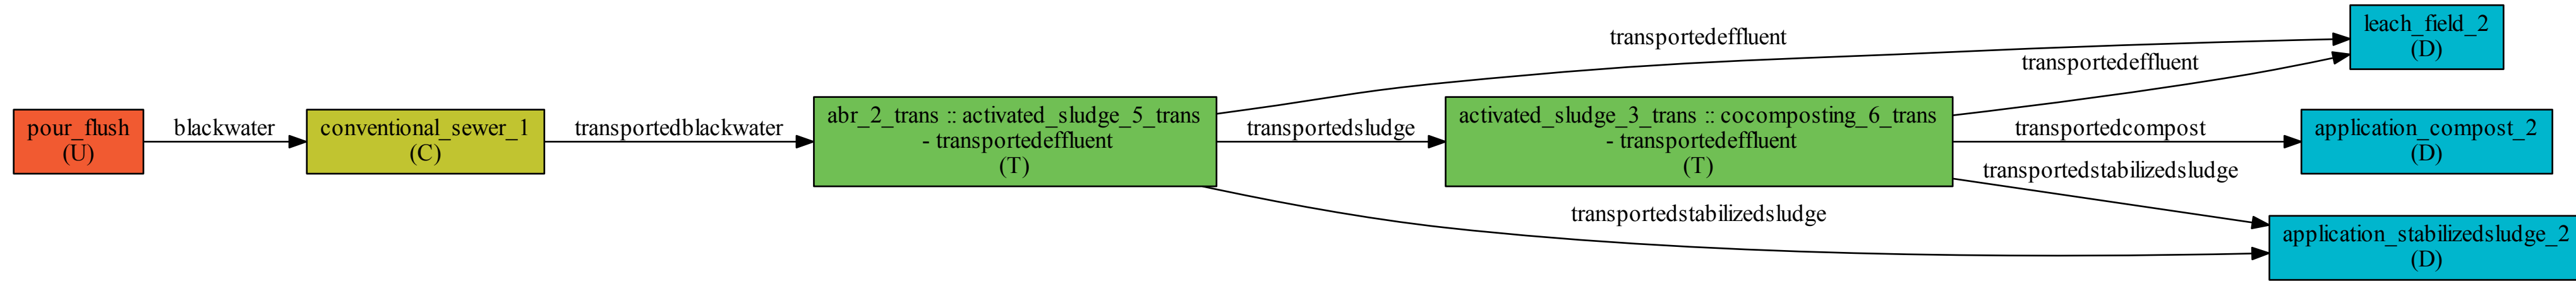 pour_flush
(U)
blackwater
conventional_sewer_1
(C)
transportedblackwater
abr_2_trans :: activated_sludge_5_trans
- transportedeffluent
(T)
transportedeffluent
transportedsludge
transportedstabilizedsludge
activated_sludge_3_trans :: cocomposting_6_trans
- transportedeffluent
(T)
transportedeffluent
transportedcompost
transportedstabilizedsludge
leach_field_2
(D)
application_compost_2
(D)
application_stabilizedsludge_2
(D)